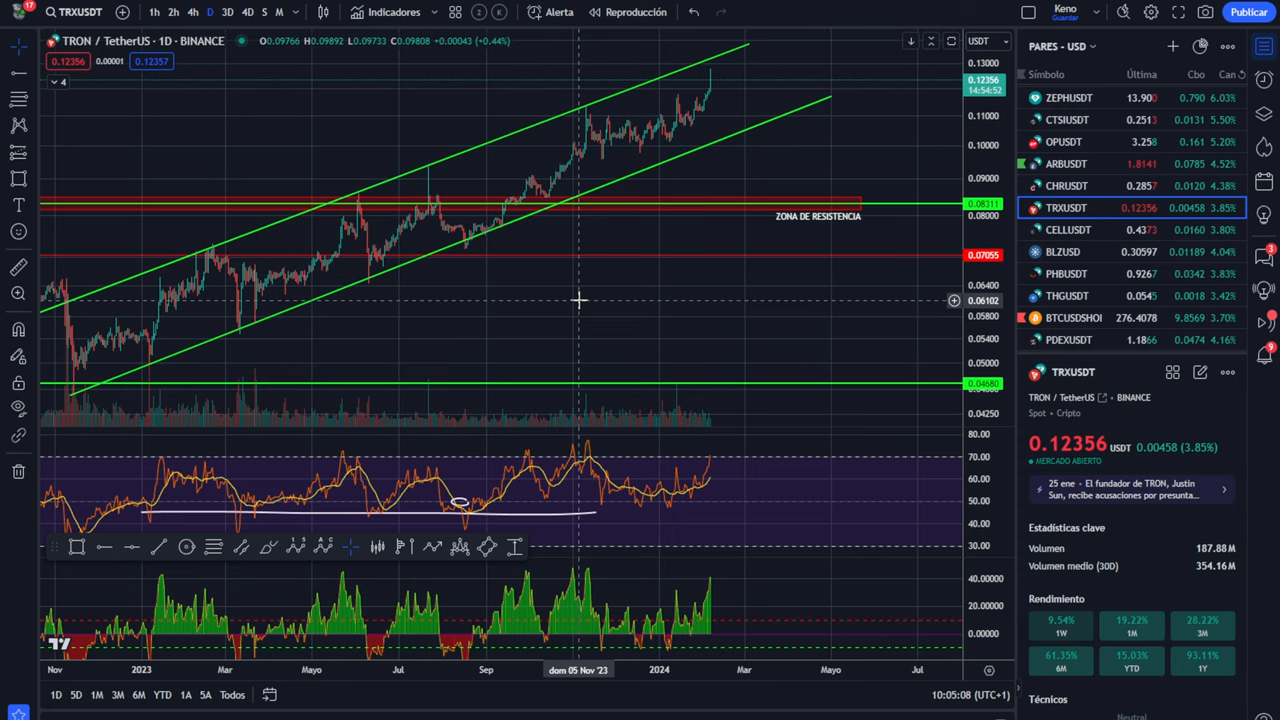 17 TRXUSDT 1h 2h 4h D 3D 4D S M Indicadores Alerta Reproducción Keno Guardar Publicar
TRON / TetherUS · 1D · BINANCE O0.09766 H0.09892 L0.09733 C0.09808 +0.00043 (+0.44%) USDT
0.12356 0.00001 0.12357
4
0.13000
0.12356
14:54:52
0.11000
0.10000
0.09000
0.08311
0.08000
ZONA DE RESISTENCIA
0.07055
0.06400
0.06102
0.05800
0.05400
0.05000
0.04680
0.04250
80.00
70.00
60.00
50.00
40.00
30.00
40.00000
20.00000
0.00000
Nov 2023 Mar Mayo Jul Sep dom 05 Nov '23 2024 Mar Mayo Jul
1D 5D 1M 3M 6M YTD 1A 5A Todos 10:05:08 (UTC+1)
PARES - USD
Símbolo Última Cbo Can
ZEPHUSDT 13.900 0.790 6.03%
CTSIUSDT 0.2513 0.0131 5.50%
OPUSDT 3.258 0.161 5.20%
ARBUSDT 1.8141 0.0785 4.52%
CHRUSDT 0.2857 0.0120 4.38%
TRXUSDT 0.12356 0.00458 3.85%
CELLUSDT 0.4373 0.0160 3.80%
BLZUSD 0.30597 0.01189 4.04%
PHBUSDT 0.9267 0.0342 3.83%
THGUSDT 0.0545 0.0018 3.42%
BTCUSDSHOI 276.4078 9.8569 3.70%
PDEXUSDT 1.1866 0.0474 4.16%
TRXUSDT
TRON / TetherUS BINANCE
Spot • Cripto
0.12356 USDT 0.00458 (3.85%)
MERCADO ABIERTO
25 ene • El fundador de TRON, Justin
Sun, recibe acusaciones por presunta...
Estadísticas clave
Volumen 187.88M
Volumen medio (30D) 354.16M
Rendimiento
9.54% 19.22% 28.22%
1W 1M 3M
61.35% 15.03% 93.11%
6M YTD 1Y
Técnicos
Neutral
3
9